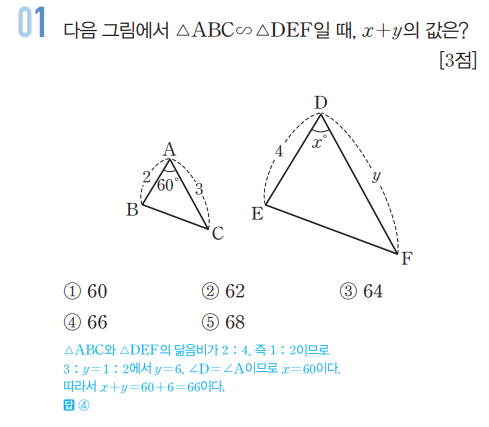 01 다음 그림에서 △ABC∽△DEF일 때, x+y의 값은?
[3점]
D
x°
4
y
A
2
60°
3
B
C
E
F
① 60 ② 62 ③ 64
④ 66 ⑤ 68
△ABC와 △DEF의 닮음비가 2 : 4, 즉 1 : 2이므로
3 : y=1 : 2에서 y=6, ∠D=∠A이므로 x=60이다.
따라서 x+y=60+6=66이다.
답 ④